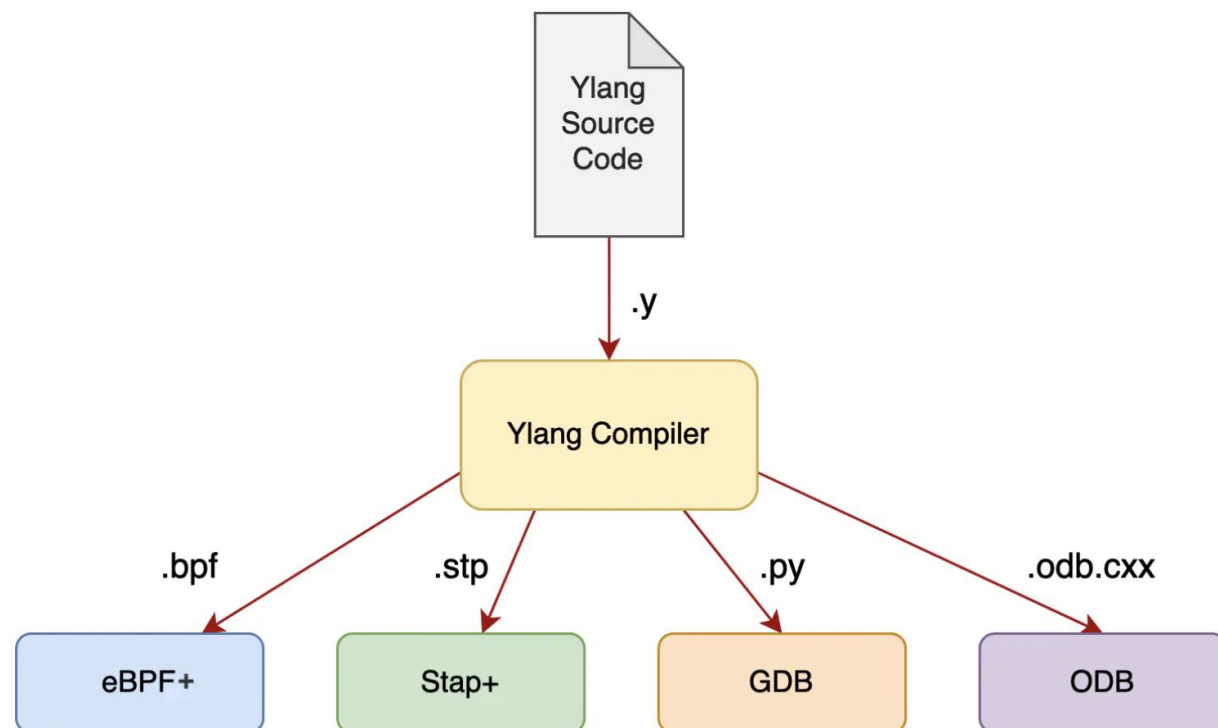 Ylang
Source
Code
.y
Ylang Compiler
.bpf
.stp
.py
.odb.cxx
eBPF+
Stap+
GDB
ODB